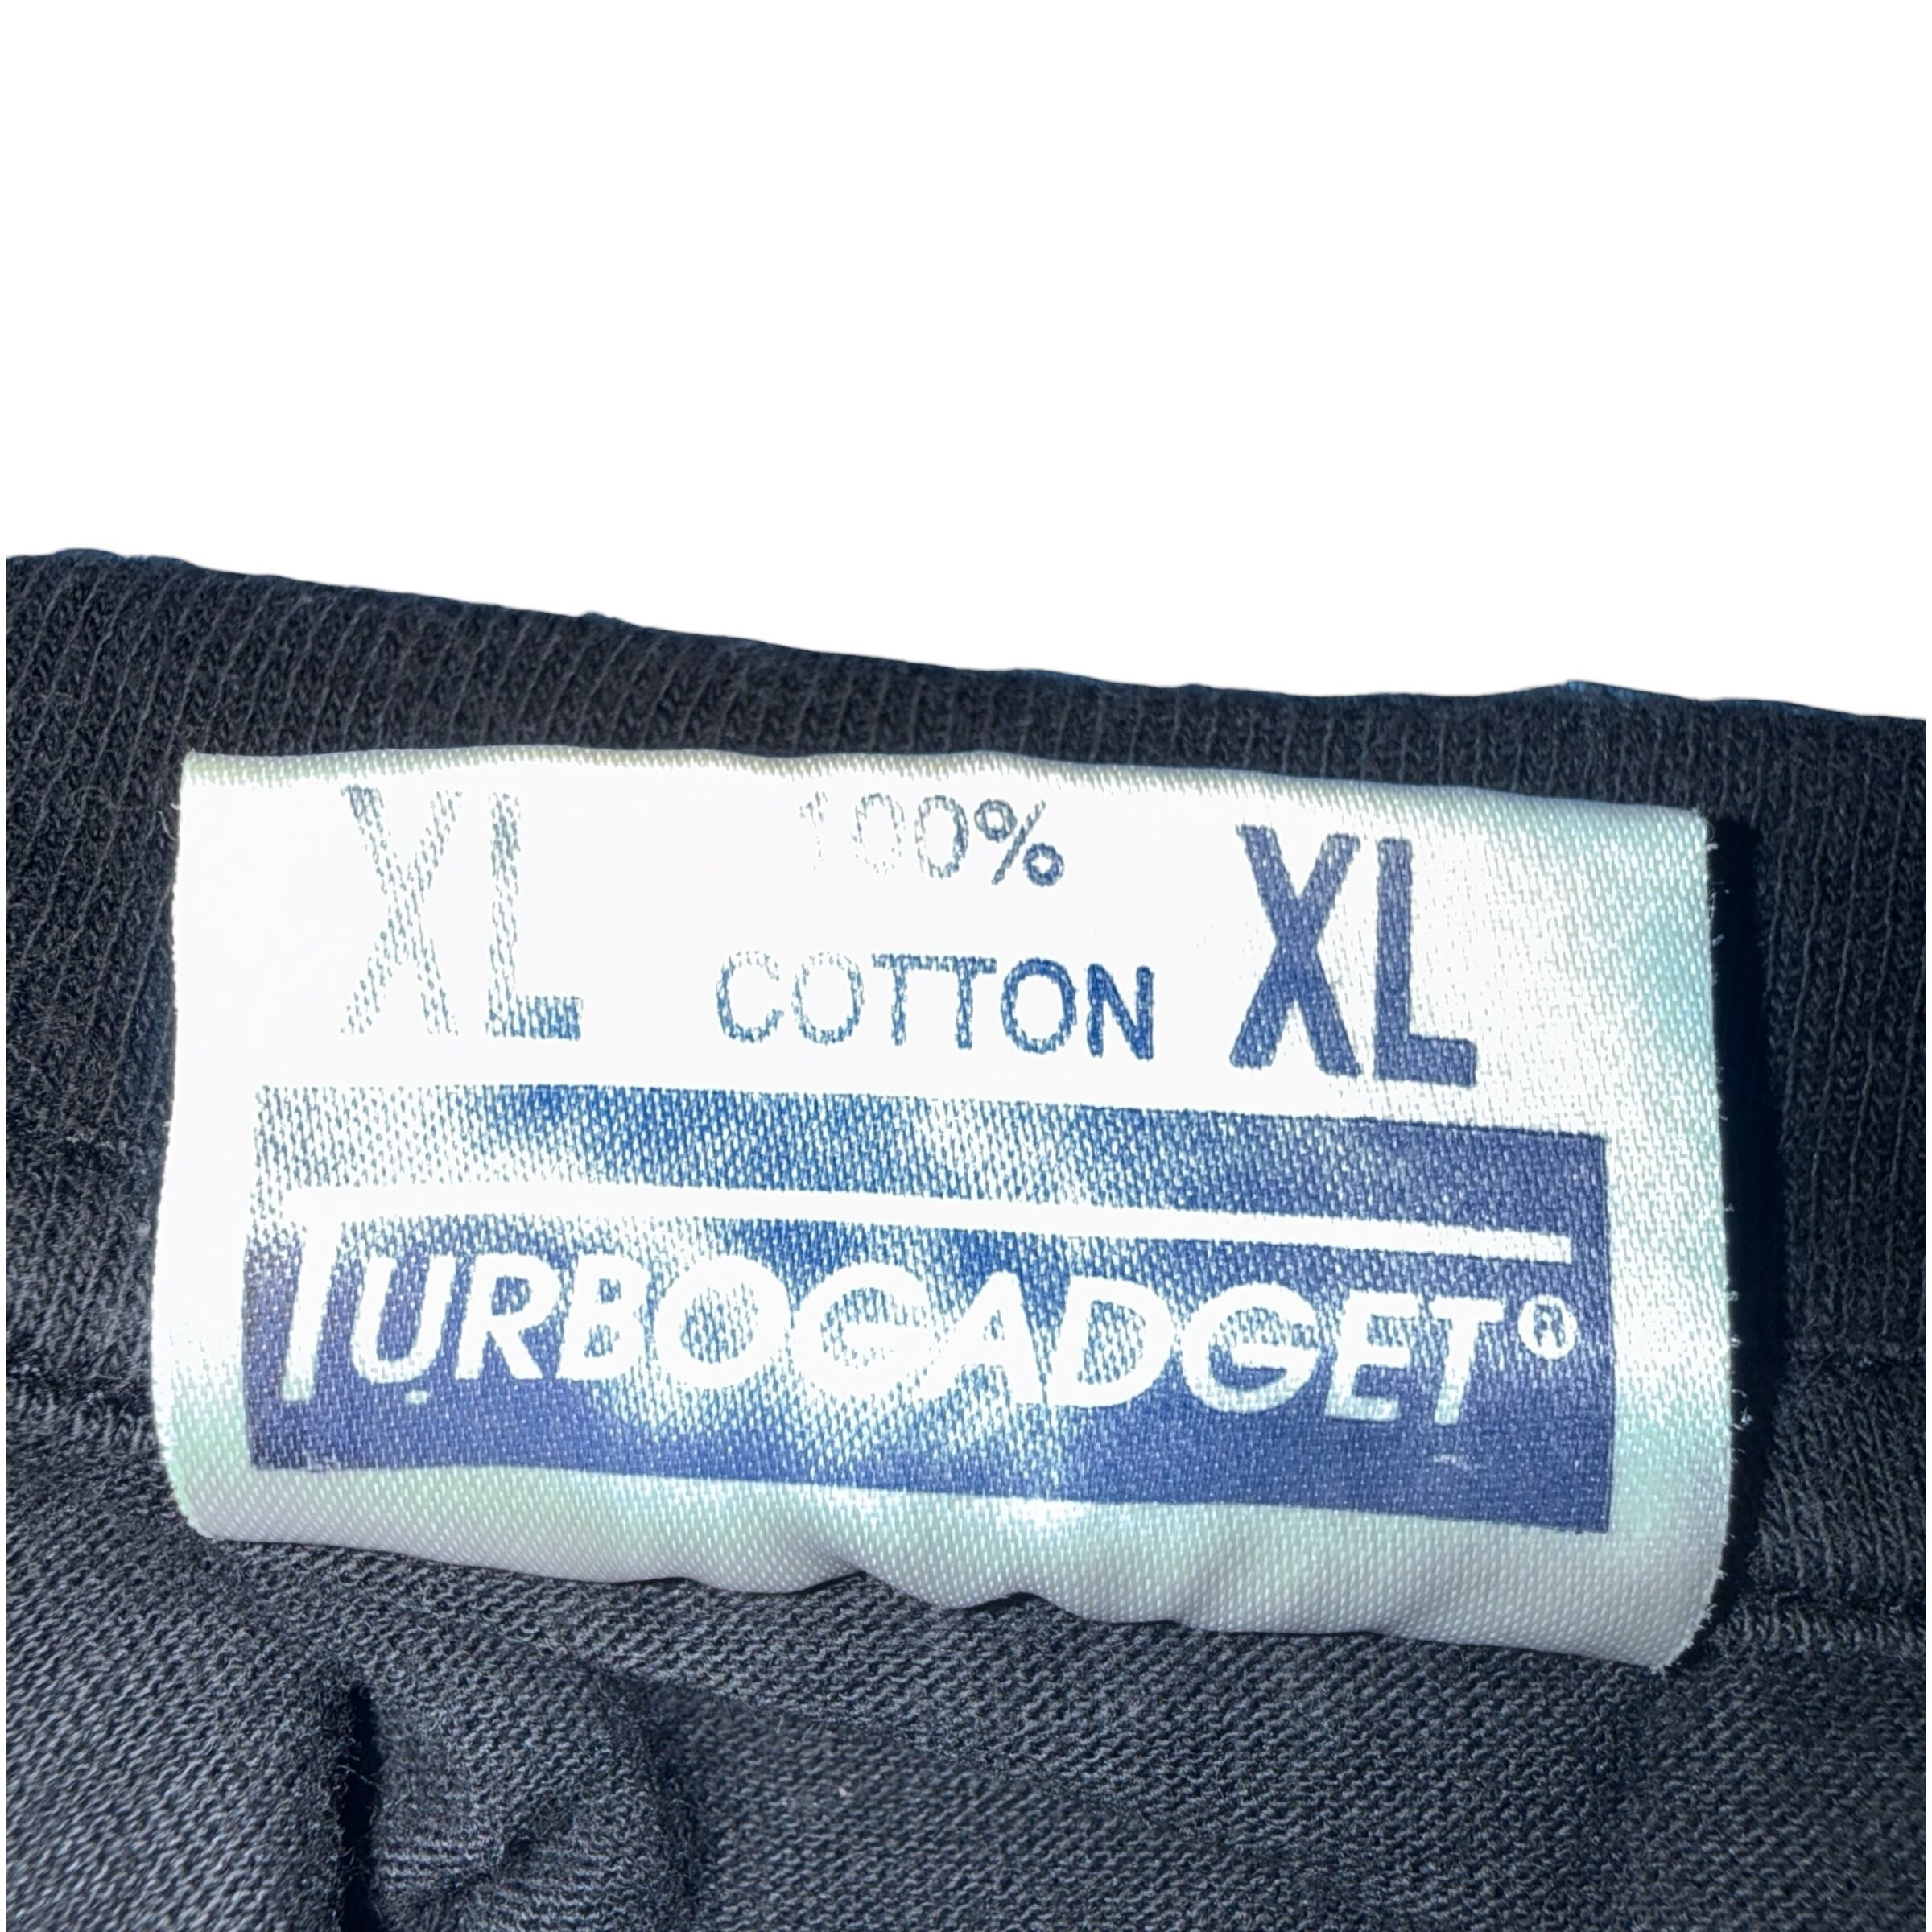 XL 100% XL
COTTON
TURBOGADGET®